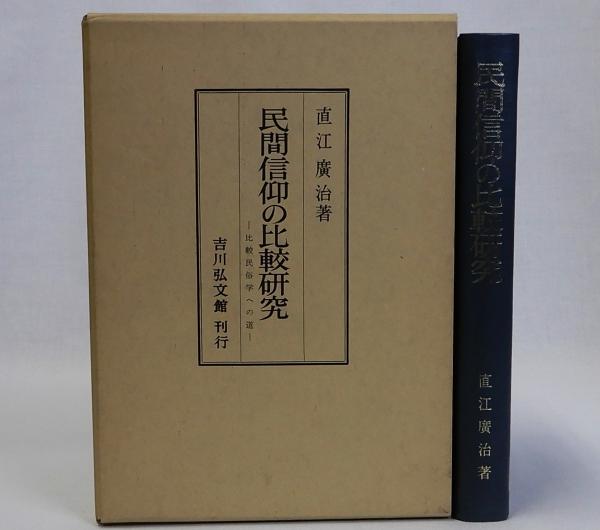 直江廣治著
民間信仰の比較研究
―比較民俗学への道―
吉川弘文館 刊行
民間信仰の比較研究
直江廣治著